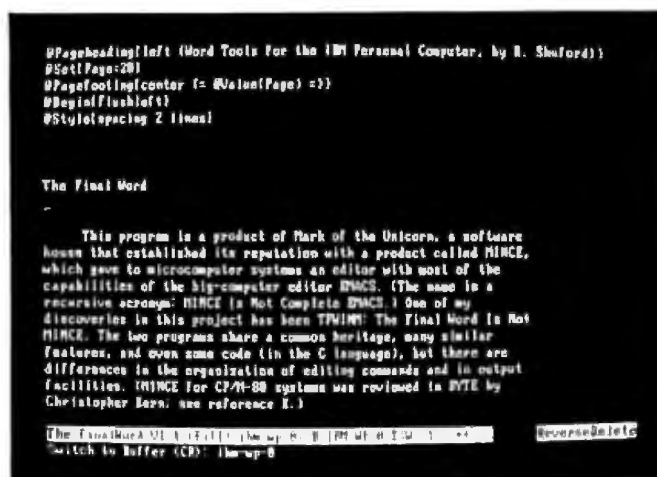 @Pageheading[left (Word Tools for the IBM Personal Computer, by R. Shuford)]
@Set[Page:20]
@Pagefooting[center {= @Value(Page) =}]
@Begin{flushleft}
@Style[spacing 2 lines]
The Final Word
This program is a product of Mark of the Unicorn, a software
house that established its reputation with a product called MINCE,
which gave to microcomputer systems an editor with most of the
capabilities of the big-computer editor EMACS. (The name is a
recursive acronym: MINCE Is Not Complete EMACS.) One of my
discoveries in this project has been TFWINM: The Final Word Is Not
MINCE. The two programs share a common heritage, many similar
features, and even some code (in the C language), but there are
differences in the organization of editing commands and in output
facilities. (MINCE for CP/M-80 systems was reviewed in BYTE by
Christopher Kern; see reference
The FinalWord (Fill) ReverseDelete
Switch to Buffer (CR): ibm-wp-8